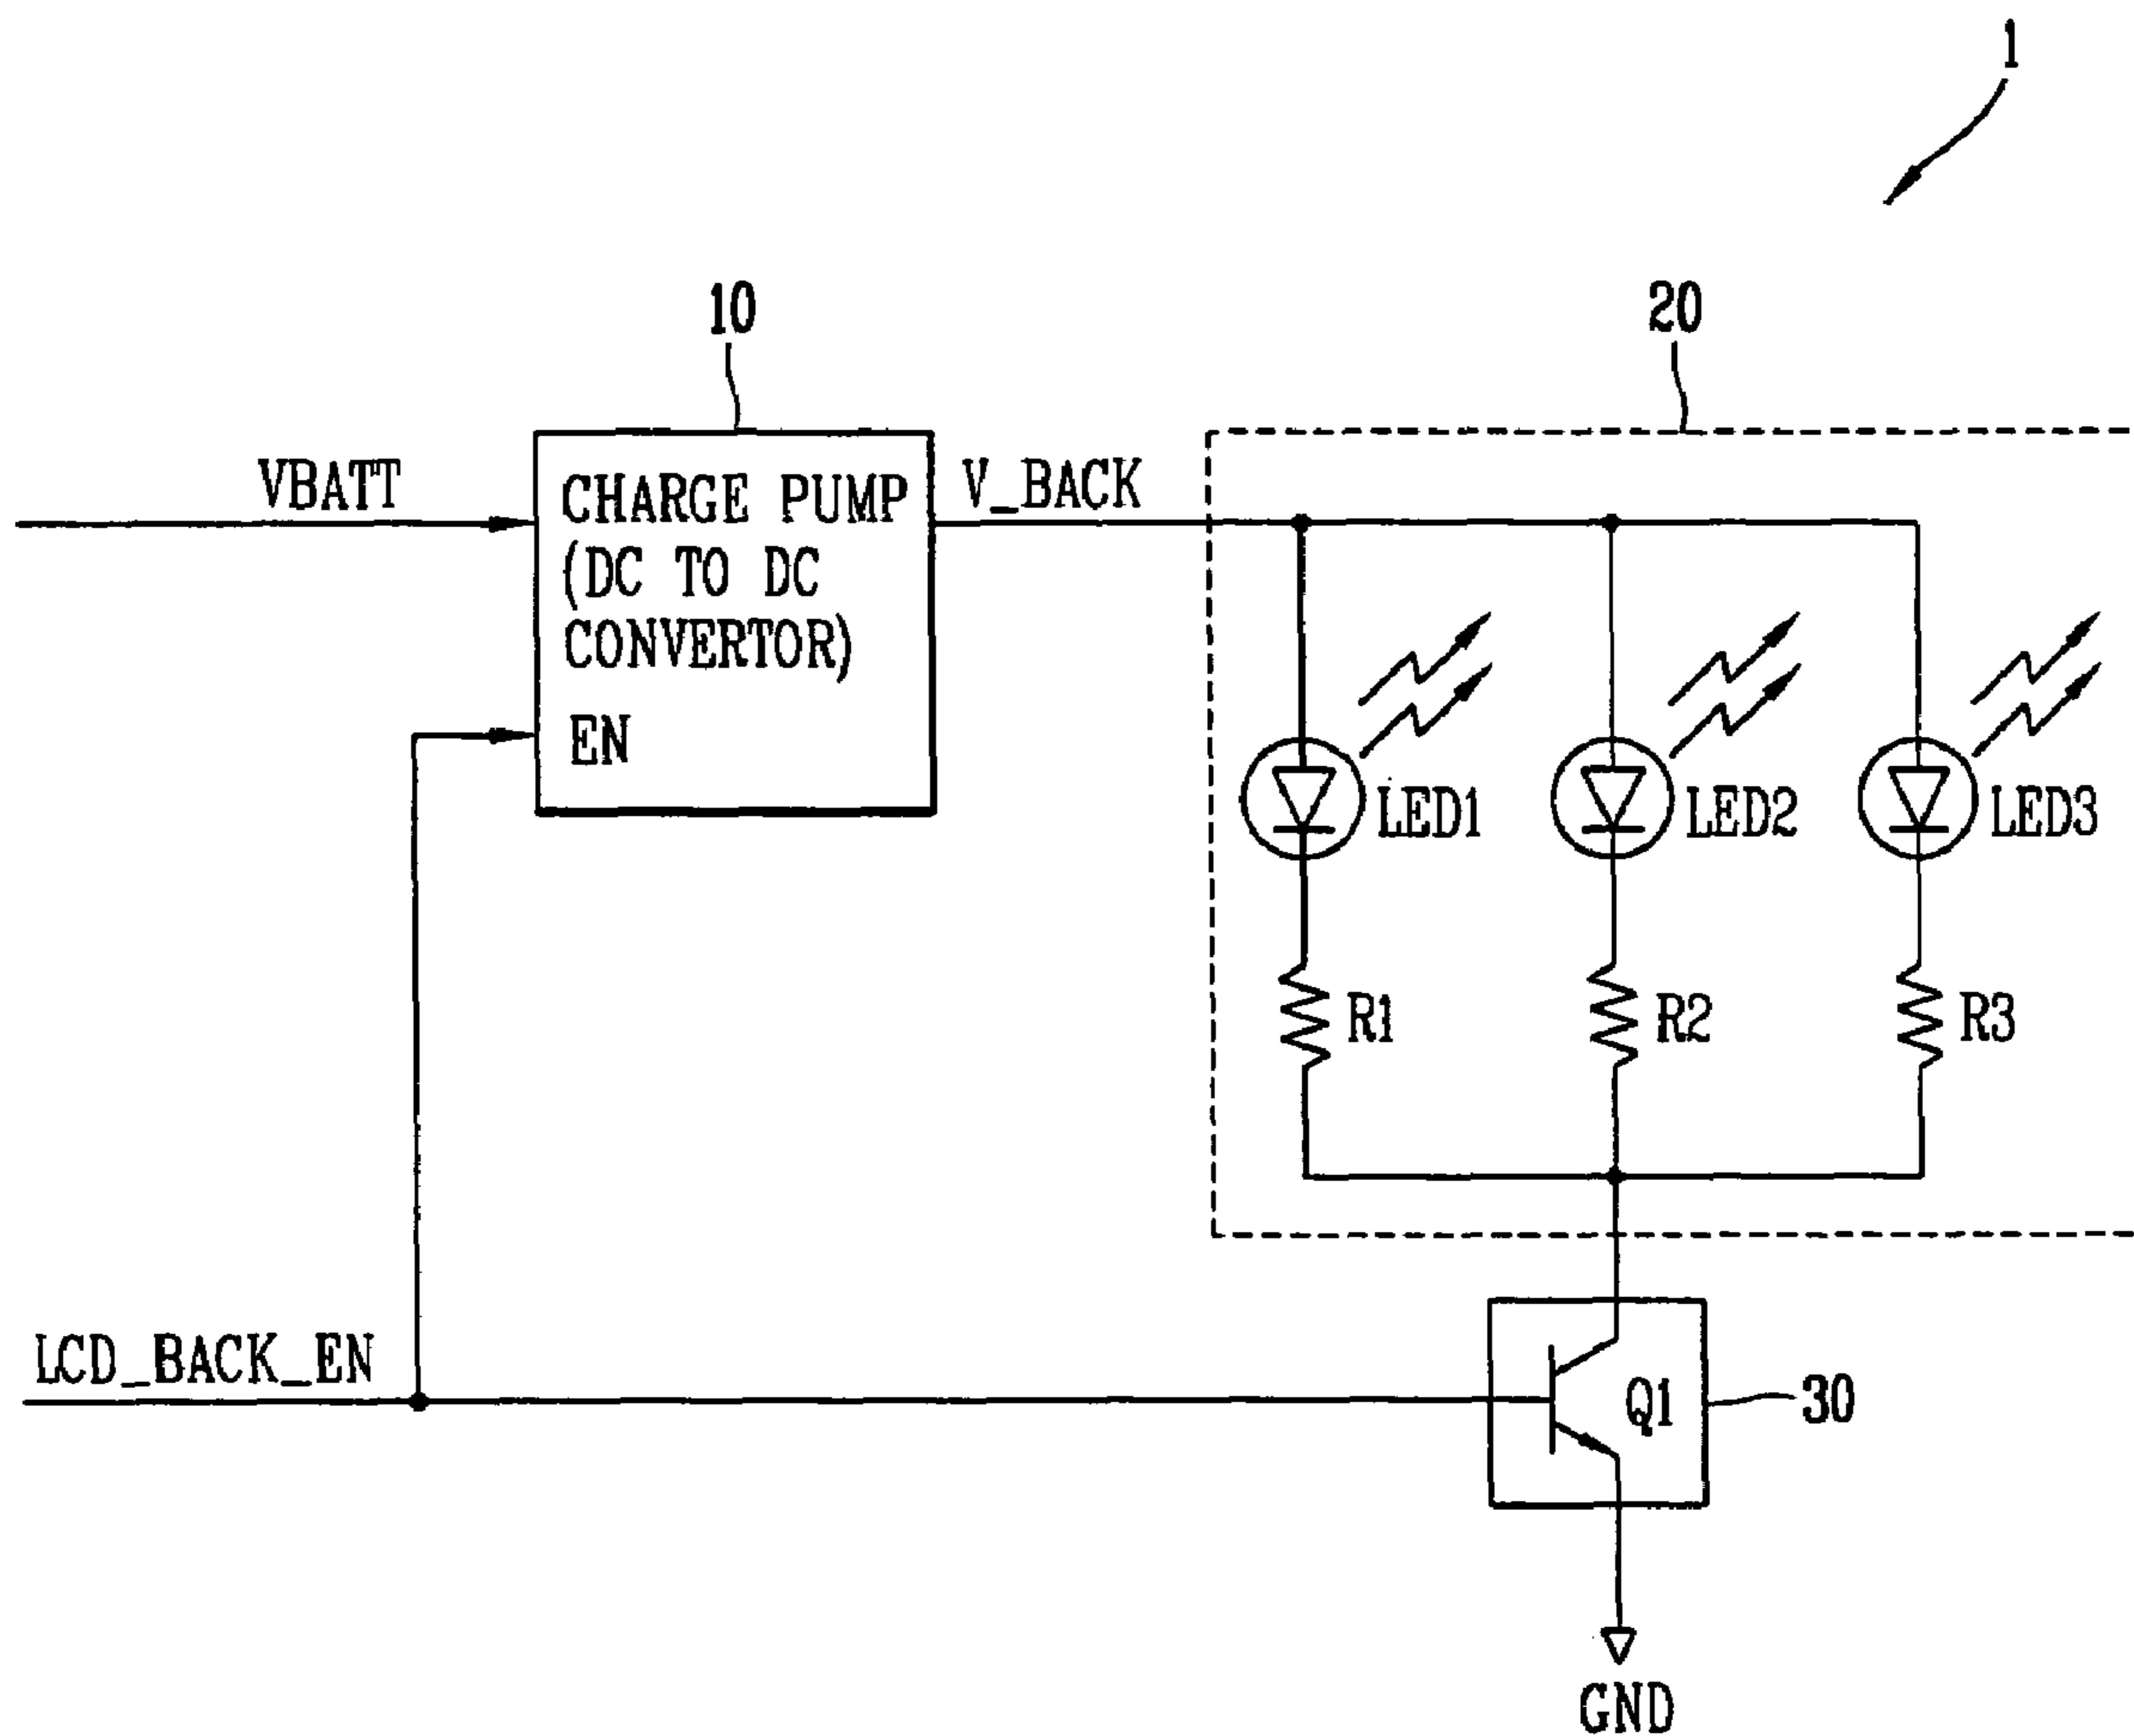 1
10
20
VBATT
CHARGE PUMP
(DC TO DC
CONVERTOR)
EN
V_BACK
LED1
LED2
LED3
R1
R2
R3
LCD_BACK_EN
Q1
30
GND